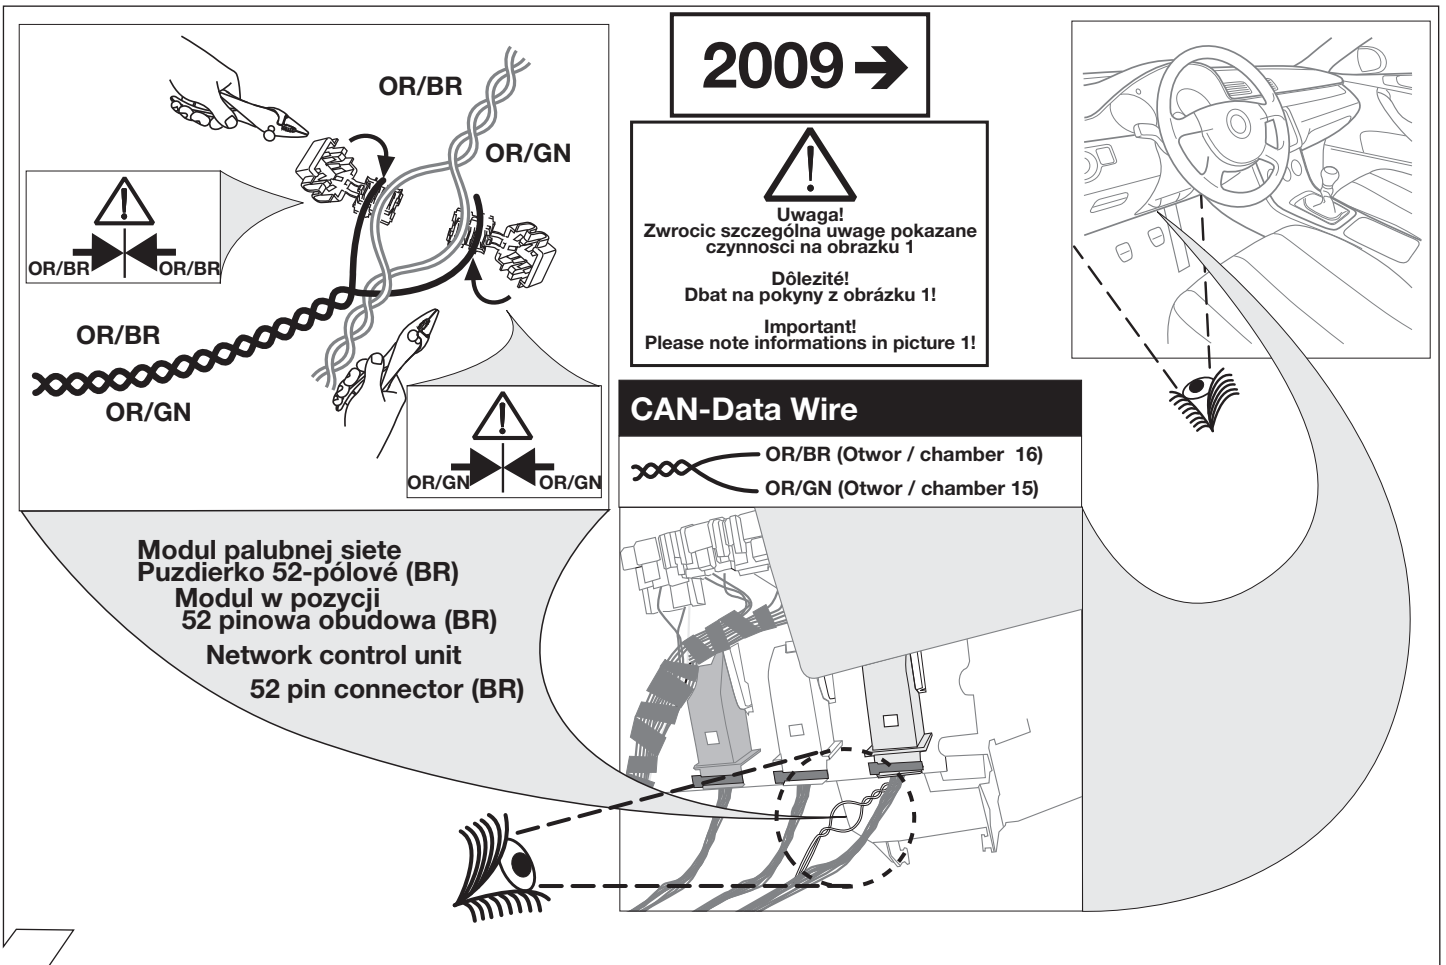 OR/BR
OR/GN
OR/BR
OR/BR
OR/BR
OR/GN
OR/GN
OR/GN
2009 →
Uwaga!
Zwrocic szczególna uwage pokazane
czynnosci na obrazku 1
Dôlezité!
Dbat na pokyny z obrázku 1!
Important!
Please note informations in picture 1!
CAN-Data Wire
OR/BR (Otwor / chamber 16)
OR/GN (Otwor / chamber 15)
Modul palubnej siete
Puzdierko 52-pólové (BR)
Modul w pozycji
52 pinowa obudowa (BR)
Network control unit
52 pin connector (BR)